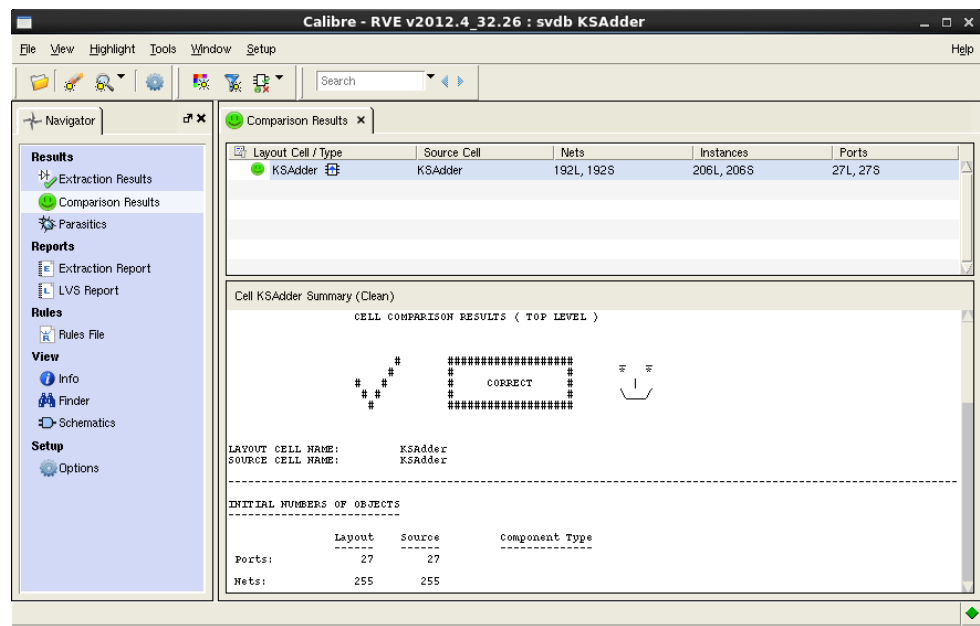 Calibre - RVE v2012.4_32.26 : svdb KSAdder
File View Highlight Tools Window Setup Help
Search
Navigator
Results
Extraction Results
Comparison Results
Parasitics
Reports
Extraction Report
LVS Report
Rules
Rules File
View
Info
Finder
Schematics
Setup
Options
Comparison Results
Layout Cell / Type Source Cell Nets Instances Ports
KSAdder KSAdder 192L, 192S 206L, 206S 27L, 27S
Cell KSAdder Summary (Clean)
CELL COMPARISON RESULTS ( TOP LEVEL )
# #####################
# # #
# # # CORRECT #
# # # #
# #####################
LAYOUT CELL NAME: KSAdder
SOURCE CELL NAME: KSAdder
INITIAL NUMBERS OF OBJECTS
Layout Source Component Type
Ports: 27 27
Nets: 255 255